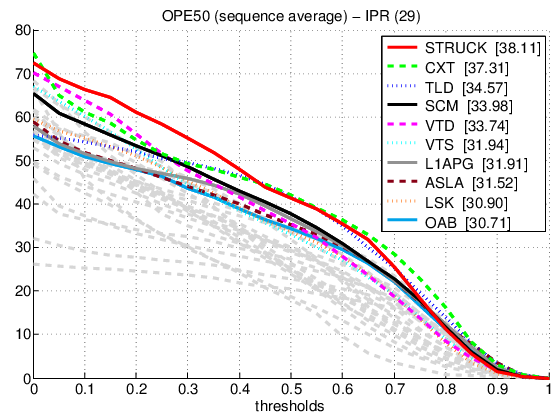 OPE50 (sequence average) − IPR (29)
80
70
60
50
40
30
20
10
0
STRUCK [38.11]
CXT [37.31]
TLD [34.57]
SCM [33.98]
VTD [33.74]
VTS [31.94]
L1APG [31.91]
ASLA [31.52]
LSK [30.90]
OAB [30.71]
0 0.1 0.2 0.3 0.4 0.5 0.6 0.7 0.8 0.9 1
thresholds